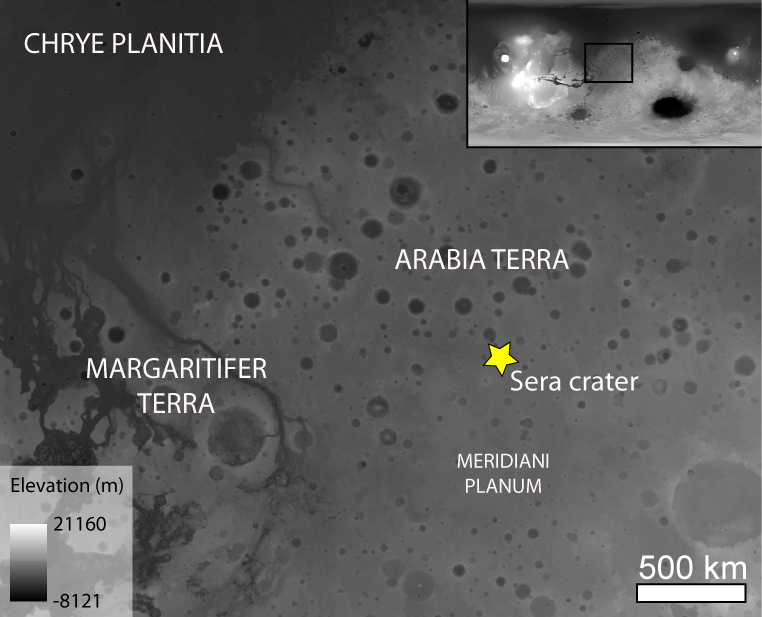 CHRYE PLANITIA
ARABIA TERRA
MARGARITIFER
TERRA
Sera crater
MERIDIANI
PLANUM
Elevation (m)
21160
-8121
500 km